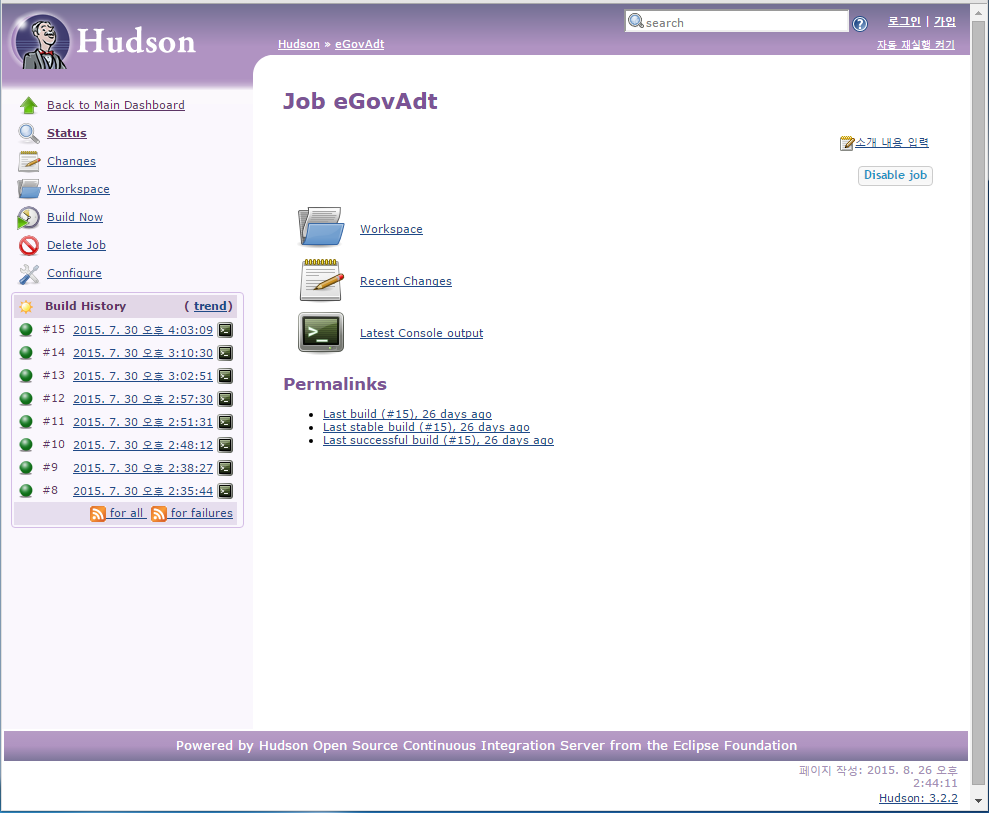 Hudson
search
로그인 | 가입
Hudson » eGovAdt
자동 재실행 켜기
Back to Main Dashboard
Status
Changes
Workspace
Build Now
Delete Job
Configure
Build History ( trend)
#15 2015. 7. 30 오후 4:03:09
#14 2015. 7. 30 오후 3:10:30
#13 2015. 7. 30 오후 3:02:51
#12 2015. 7. 30 오후 2:57:30
#11 2015. 7. 30 오후 2:51:31
#10 2015. 7. 30 오후 2:48:12
#9 2015. 7. 30 오후 2:38:27
#8 2015. 7. 30 오후 2:35:44
for all for failures
Job eGovAdt
소개 내용 입력
Disable job
Workspace
Recent Changes
Latest Console output
Permalinks
Last build (#15), 26 days ago
Last stable build (#15), 26 days ago
Last successful build (#15), 26 days ago
Powered by Hudson Open Source Continuous Integration Server from the Eclipse Foundation
페이지 작성: 2015. 8. 26 오후
2:44:11
Hudson: 3.2.2